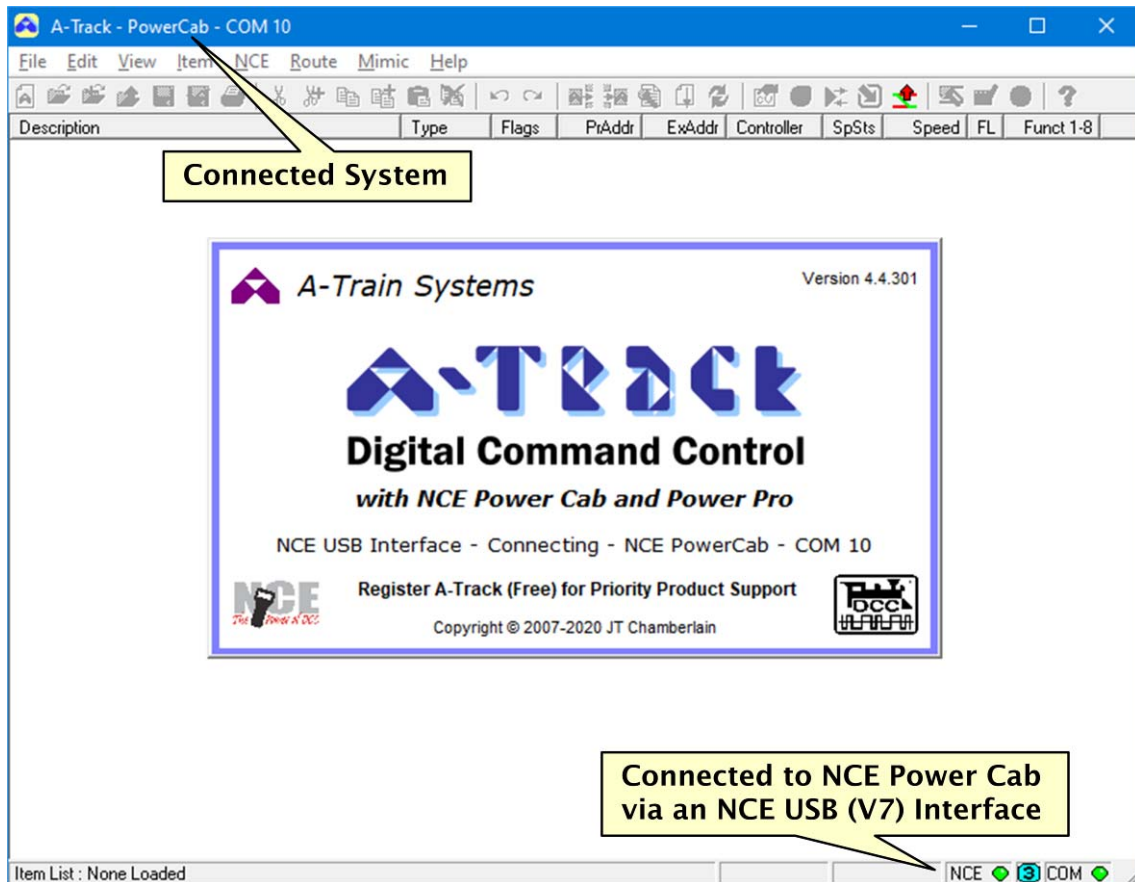 A-Track - PowerCab - COM 10
File Edit View Item NCE Route Mimic Help
Description Type Flags PrAddr ExAddr Controller SpSts Speed FL Funct 1-8
Connected System
A-Train Systems
Version 4.4.301
A-TRACK
Digital Command Control
with NCE Power Cab and Power Pro
NCE USB Interface - Connecting - NCE PowerCab - COM 10
NCE
The Power of DCC
Register A-Track (Free) for Priority Product Support
DCC
Copyright © 2007-2020 JT Chamberlain
Connected to NCE Power Cab
via an NCE USB (V7) Interface
Item List : None Loaded
NCE 3 COM